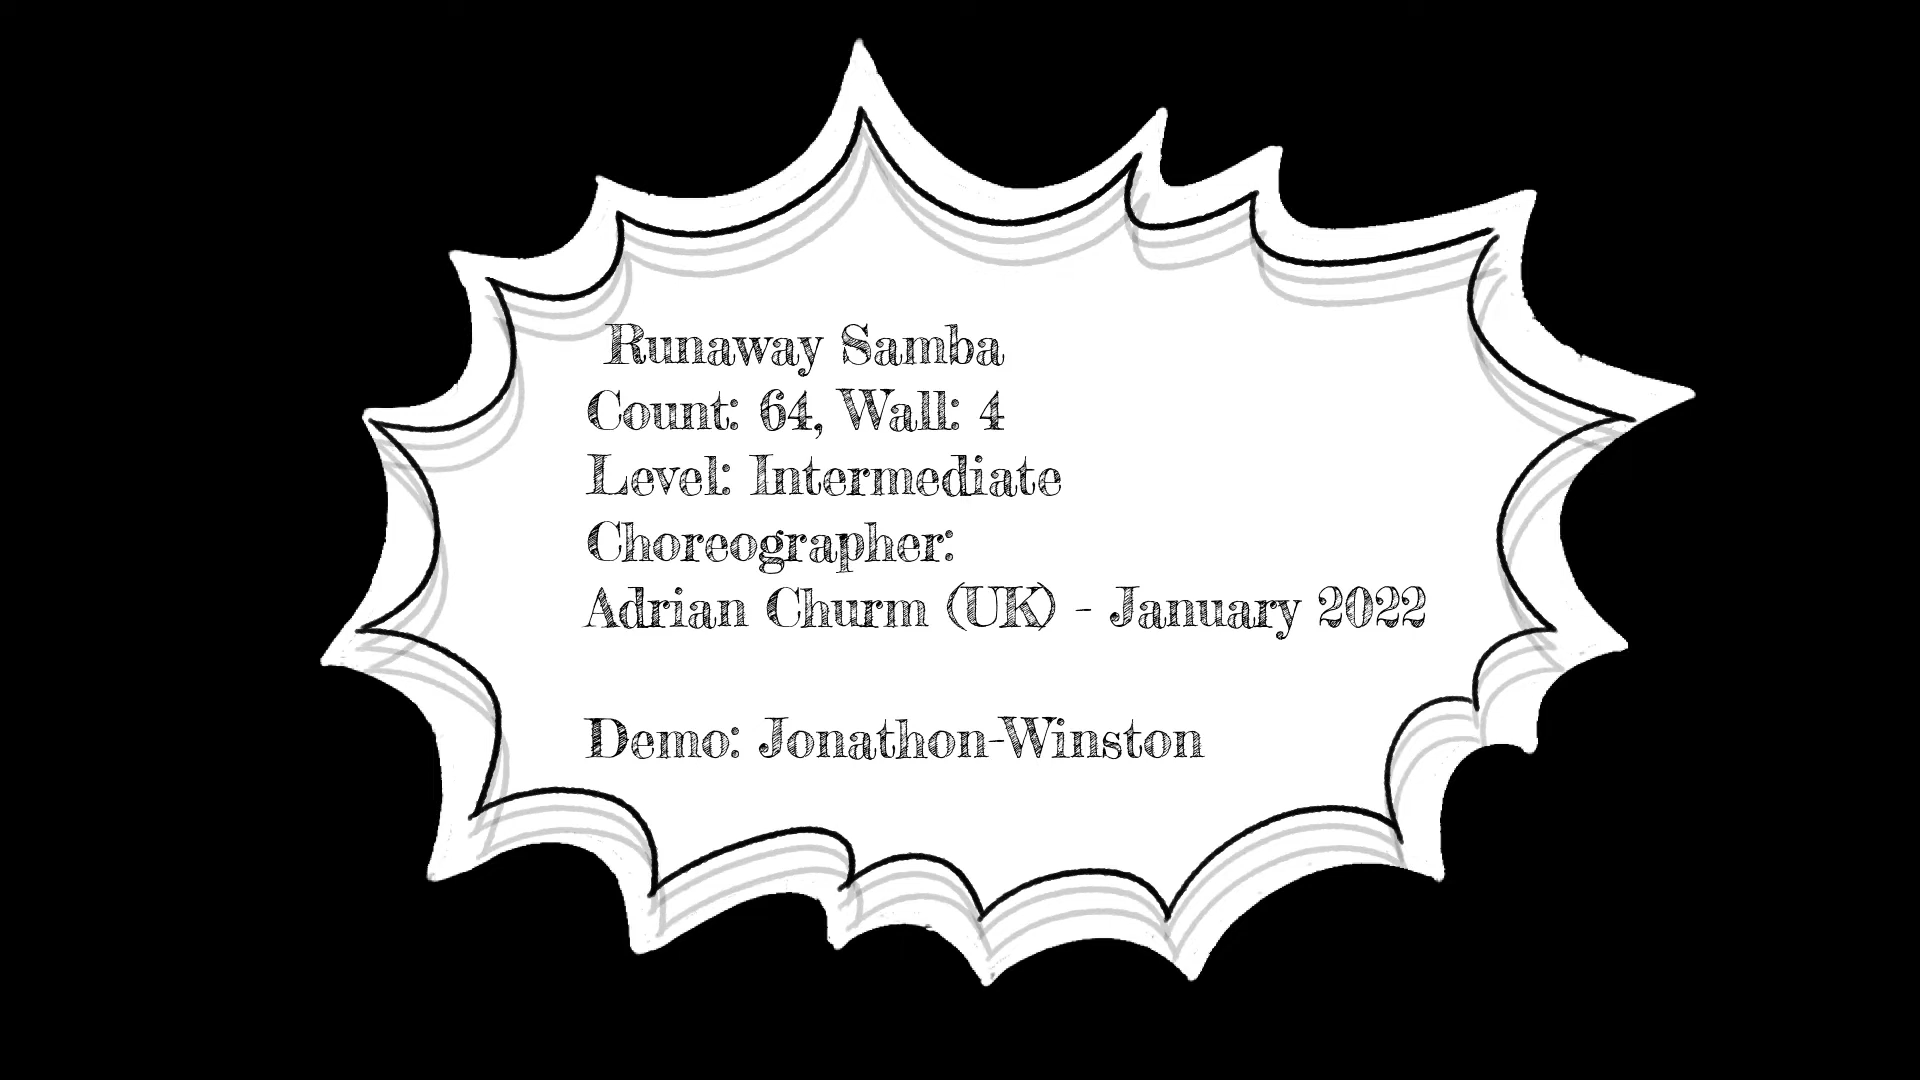 Runaway Samba
Count: 64, Wall: 4
Level: Intermediate
Choreographer:
Adrian Churm (UK) - January 2022
Demo: Jonathon-Winston